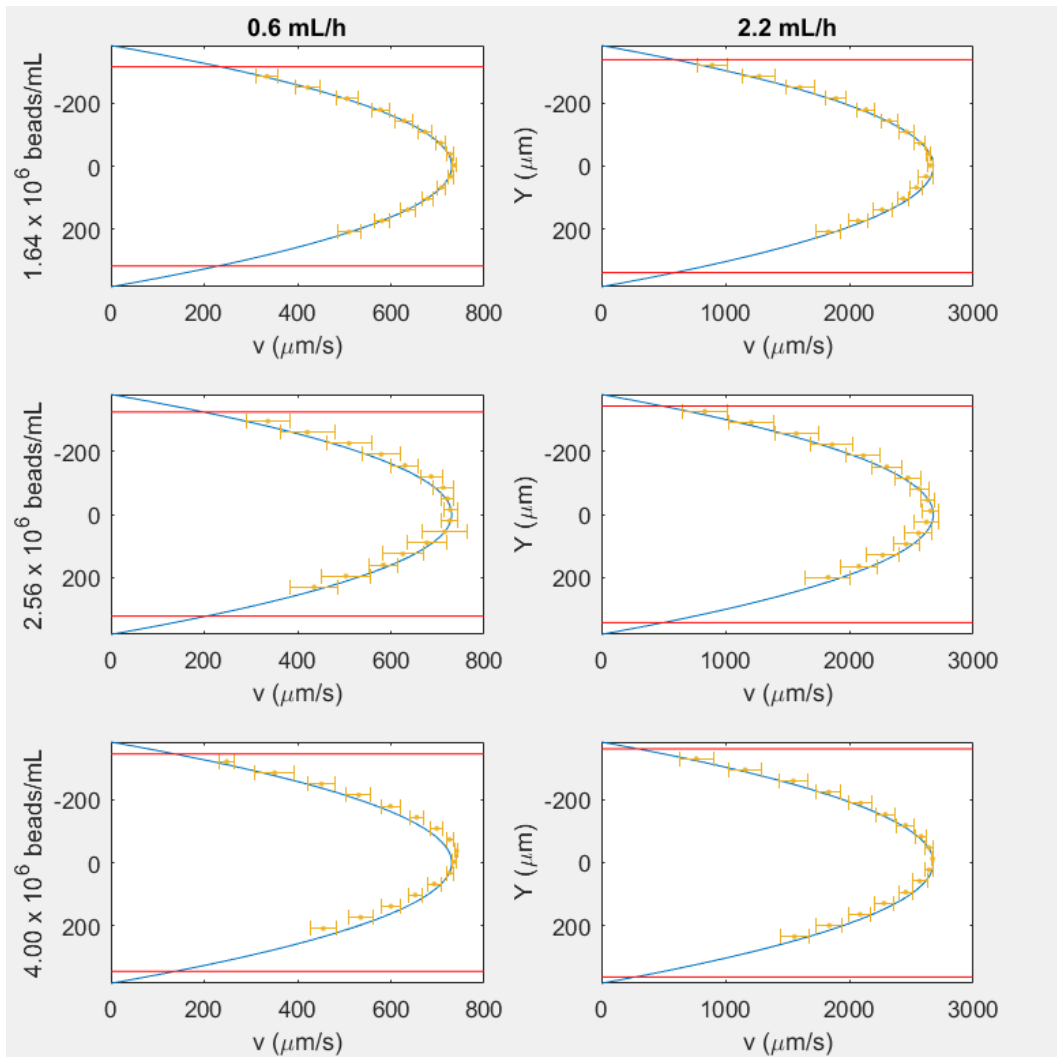 0.6 mL/h
2.2 mL/h
1.64 x 10^6 beads/mL
-200
0
200
0 200 400 600 800
v (μm/s)
Y (μm)
-200
0
200
0 1000 2000 3000
v (μm/s)
2.56 x 10^6 beads/mL
-200
0
200
0 200 400 600 800
v (μm/s)
Y (μm)
-200
0
200
0 1000 2000 3000
v (μm/s)
4.00 x 10^6 beads/mL
-200
0
200
0 200 400 600 800
v (μm/s)
Y (μm)
-200
0
200
0 1000 2000 3000
v (μm/s)